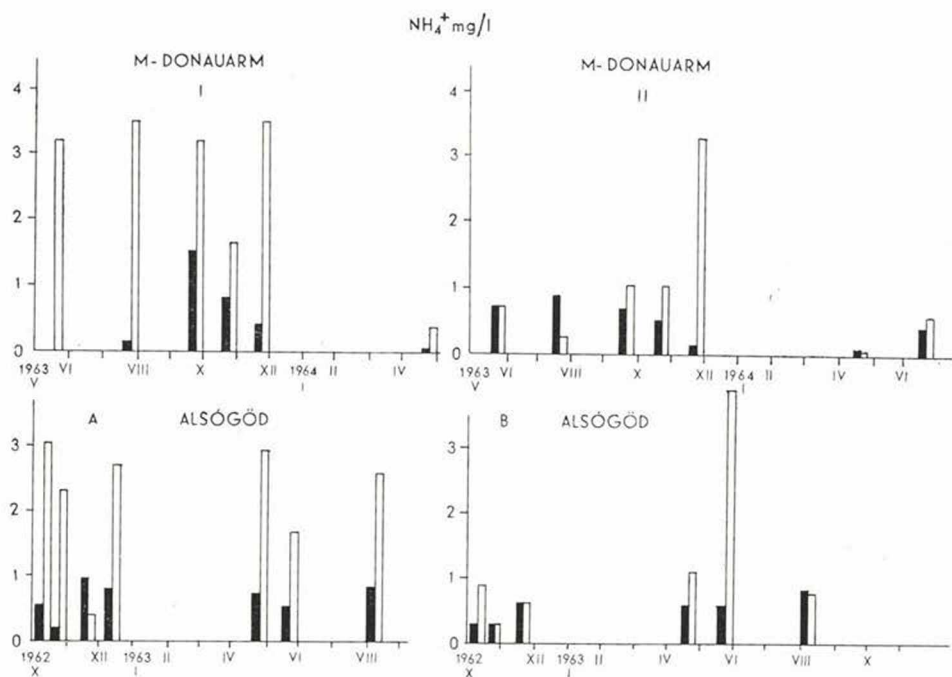 NH₄⁺ mg/l
M-DONAUARM
I
4
3
2
1
0
1963 VI VIII X XII 1964 II IV
V I
M-DONAUARM
II
4
3
2
1
0
1963 VI VIII X XII 1964 II IV VI
V I
A ALSÓGÖD
3
2
1
0
1962 XII 1963 II IV VI VIII
X I
B ALSÓGÖD
3
2
1
0
1962 XII 1963 II IV VI VIII X
X I